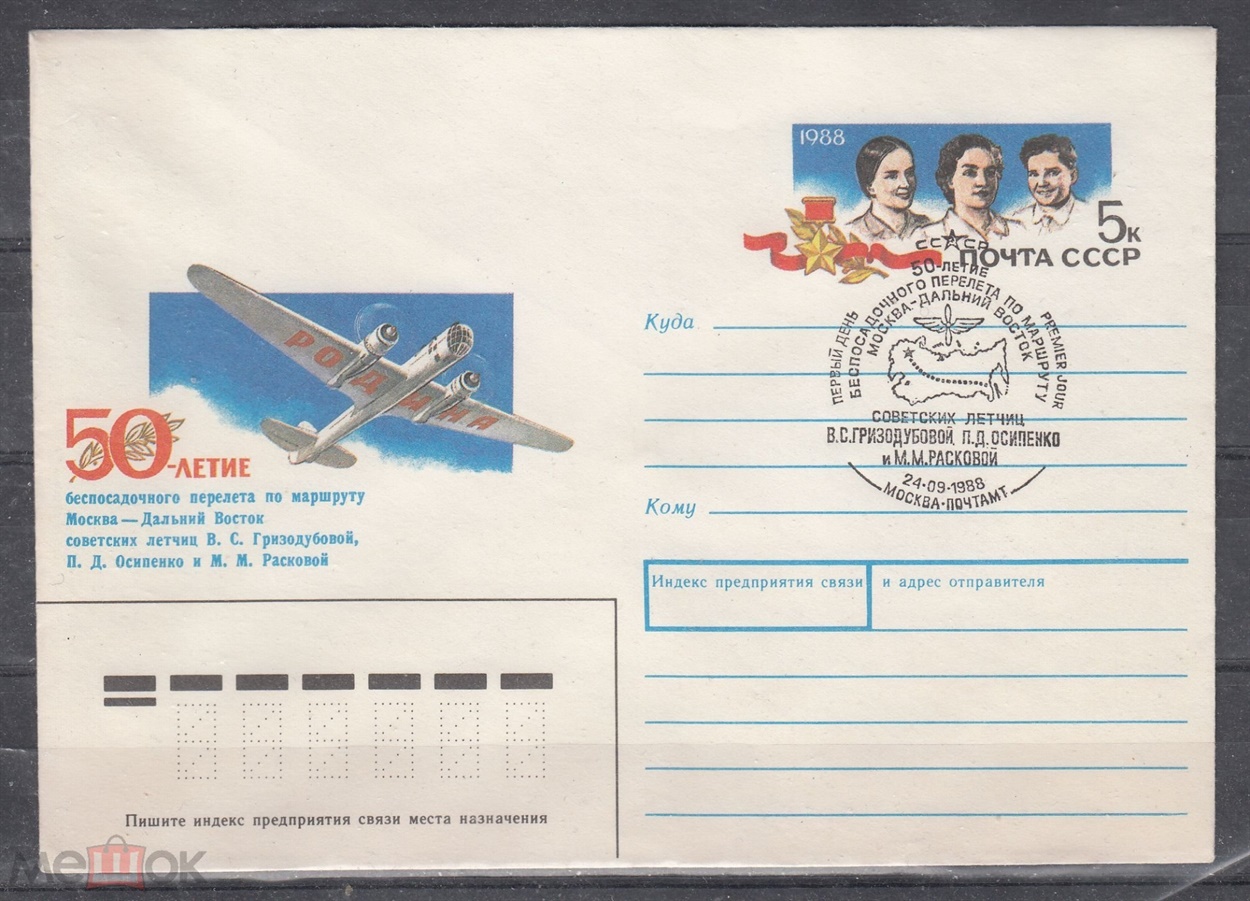 1988
5к
ПОЧТА СССР
РОДИНА
50-ЛЕТИЕ
беспосадочного перелета по маршруту
Москва — Дальний Восток
советских летчиц В. С. Гризодубовой,
П. Д. Осипенко и М. М. Расковой
Куда
Кому
СССР
50-ЛЕТИЕ
БЕСПОСАДОЧНОГО ПЕРЕЛЕТА ПО МАРШРУТУ
МОСКВА-ДАЛЬНИЙ ВОСТОК
ПЕРВЫЙ ДЕНЬ
PREMIER JOUR
СОВЕТСКИХ ЛЕТЧИЦ
В.С.ГРИЗОДУБОВОЙ, П.Д.ОСИПЕНКО
и М.М.РАСКОВОЙ
24·09·1988
МОСКВА·ПОЧТАМТ
Индекс предприятия связи и адрес отправителя
Пишите индекс предприятия связи места назначения
мешок